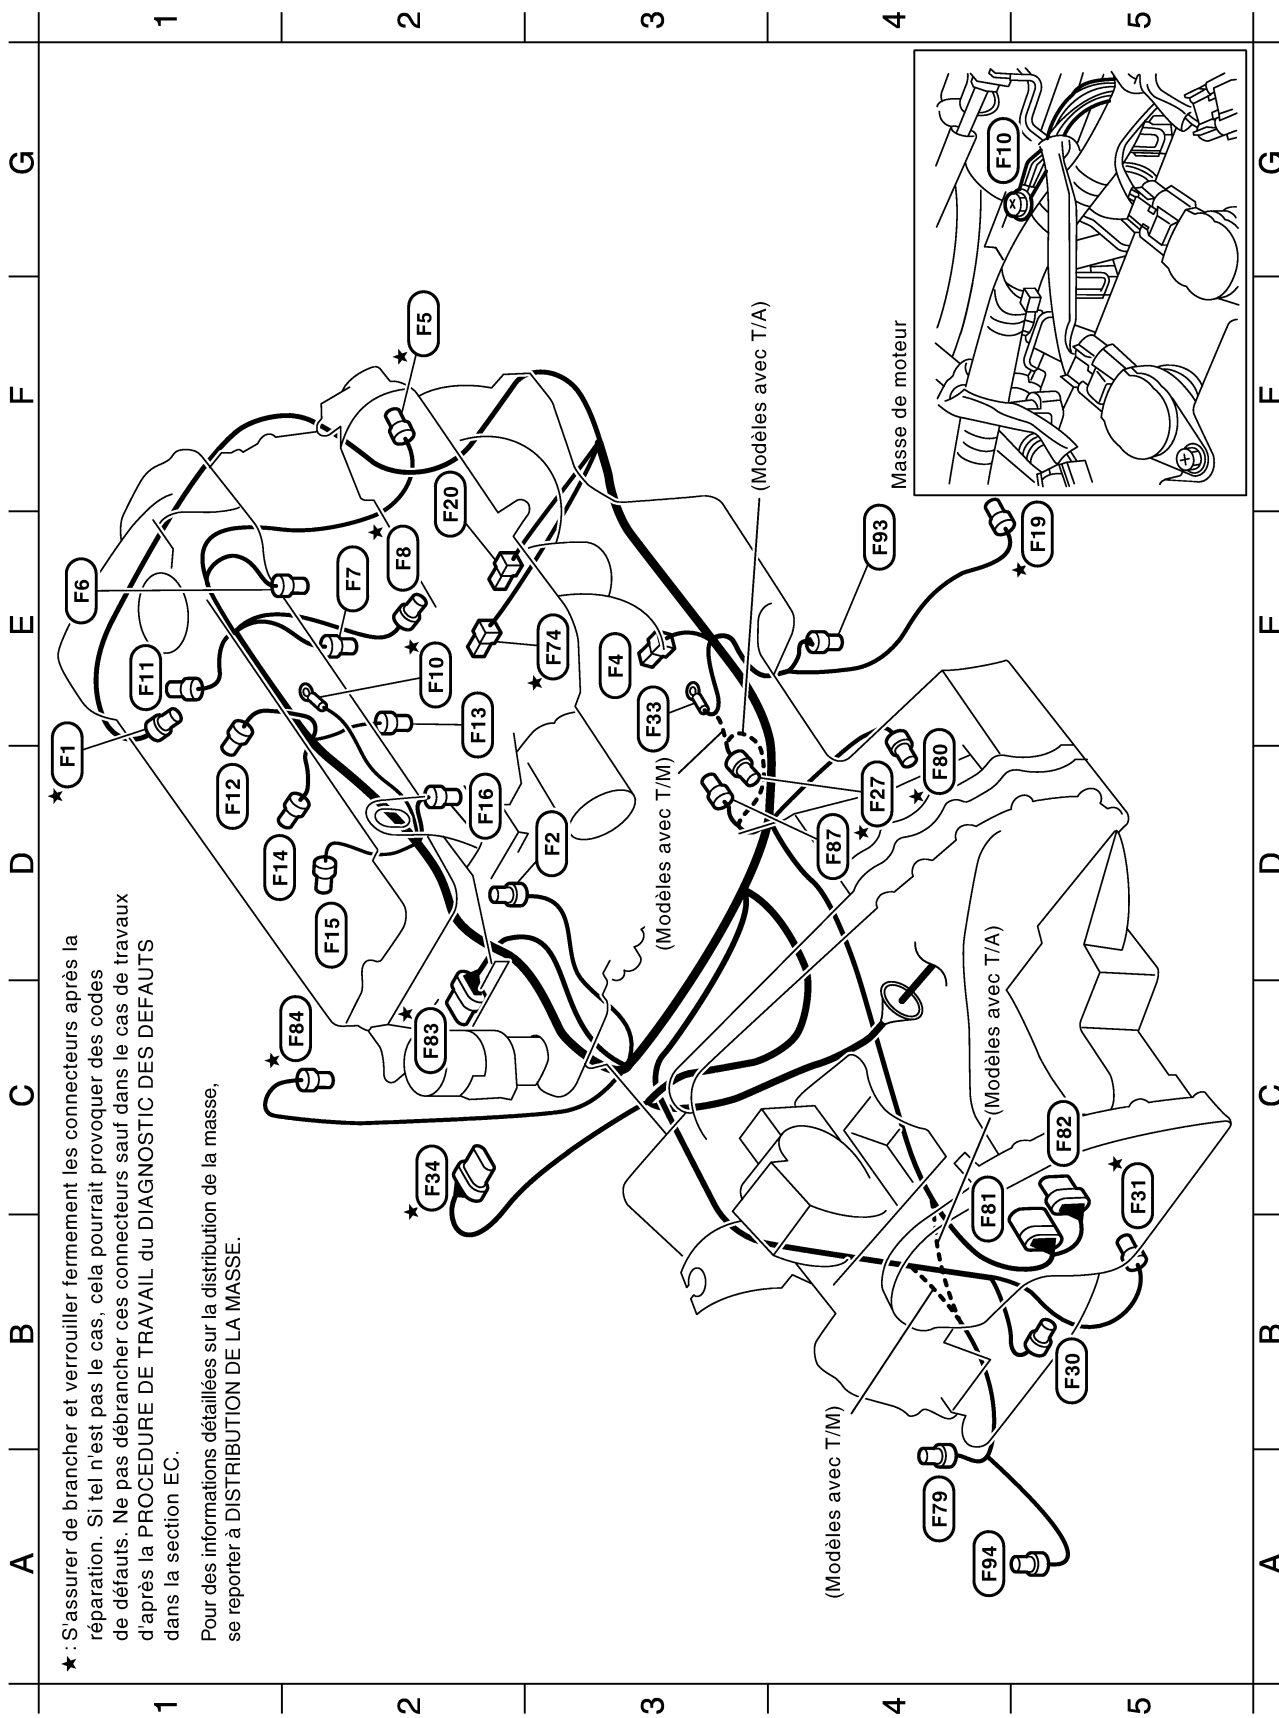 ★ : S'assurer de brancher et verrouiller fermement les connecteurs après la
réparation. Si tel n'est pas le cas, cela pourrait provoquer des codes
de défauts. Ne pas débrancher ces connecteurs sauf dans le cas de travaux
d'après la PROCEDURE DE TRAVAIL du DIAGNOSTIC DES DEFAUTS
dans la section EC.
Pour des informations détaillées sur la distribution de la masse,
se reporter à DISTRIBUTION DE LA MASSE.
A
B
C
D
E
F
G
1
2
3
4
5
★ F1
F6
F11
F12
F14
F15
★ F84
★ F5
F20
★ F8
F7
★ F10
F13
F16
F2
★ F83
★ F34
★ F74
F4
F33
(Modèles avec T/A)
(Modèles avec T/M)
F93
★ F19
★ F27
★ F80
F87
(Modèles avec T/A)
F82
F81
★ F31
F30
(Modèles avec T/M)
F79
F94
Masse de moteur
F10
1
2
3
4
5
A
B
C
D
E
F
G